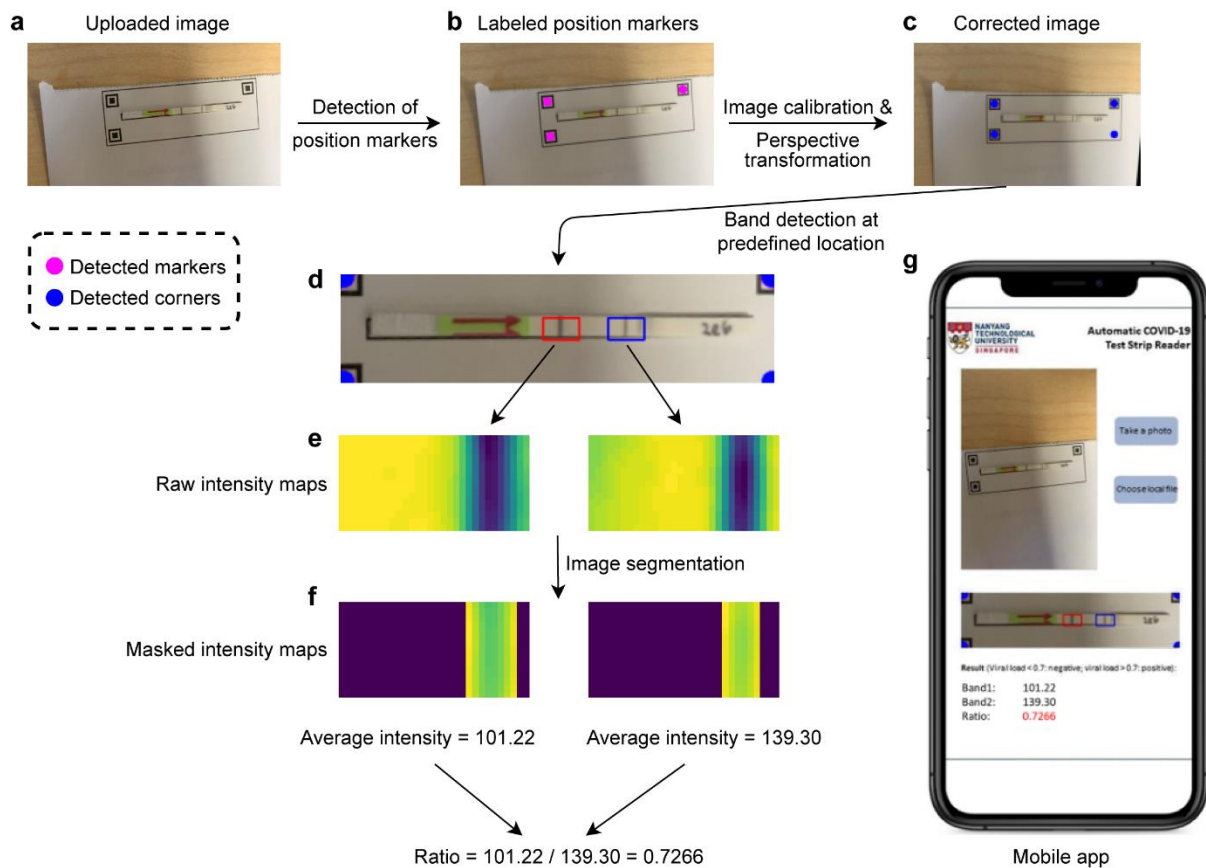 a
Uploaded image
b
Labeled position markers
c
Corrected image
Detection of
position markers
Image calibration &
Perspective
transformation
286
Band detection at
predefined location
Detected markers
Detected corners
d
286
e
Raw intensity maps
Image segmentation
f
Masked intensity maps
Average intensity = 101.22
Average intensity = 139.30
Ratio = 101.22 / 139.30 = 0.7266
g
NANYANG
TECHNOLOGICAL
UNIVERSITY
SINGAPORE
Automatic COVID-19
Test Strip Reader
Take a photo
Choose local file
286
Result (Viral load < 0.7: negative; viral load > 0.7: positive):
Band1: 101.22
Band2: 139.30
Ratio: 0.7266
Mobile app